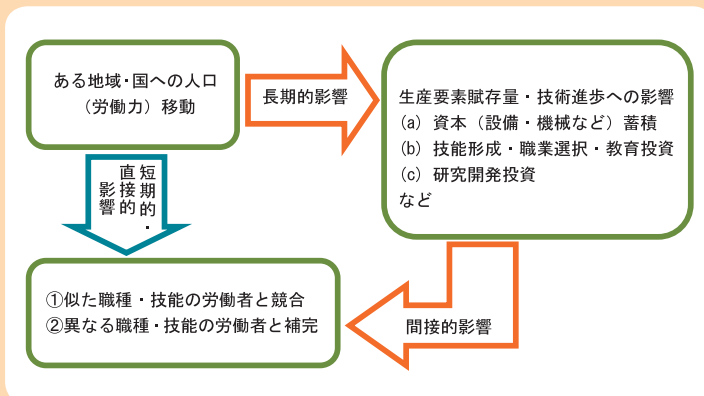 ある地域・国への人口
（労働力）移動
長期的影響
生産要素賦存量・技術進歩への影響
(a) 資本（設備・機械など）蓄積
(b) 技能形成・職業選択・教育投資
(c) 研究開発投資
など
短期的・
直接的
影響
①似た職種・技能の労働者と競合
②異なる職種・技能の労働者と補完
間接的影響